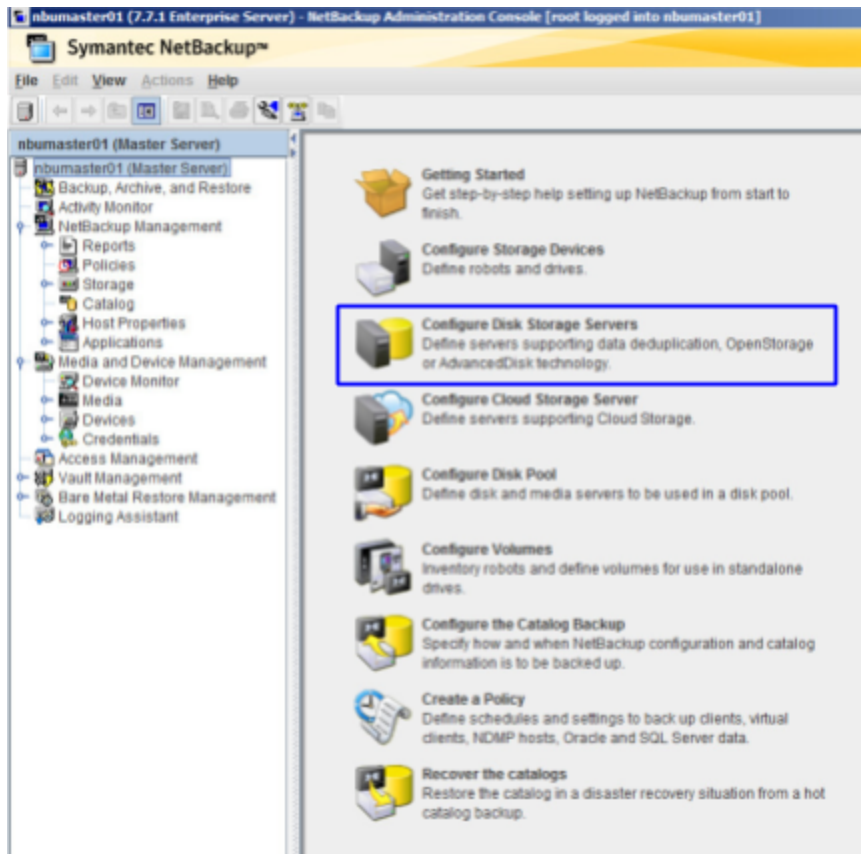 nbumaster01 (7.7.1 Enterprise Server) - NetBackup Administration Console [root logged into nbumaster01]
Symantec NetBackup™
File Edit View Actions Help
nbumaster01 (Master Server)
nbumaster01 (Master Server)
Backup, Archive, and Restore
Activity Monitor
NetBackup Management
Reports
Policies
Storage
Catalog
Host Properties
Applications
Media and Device Management
Device Monitor
Media
Devices
Credentials
Access Management
Vault Management
Bare Metal Restore Management
Logging Assistant
Getting Started
Get step-by-step help setting up NetBackup from start to
finish.
Configure Storage Devices
Define robots and drives.
Configure Disk Storage Servers
Define servers supporting data deduplication, OpenStorage
or AdvancedDisk technology.
Configure Cloud Storage Server
Define servers supporting Cloud Storage.
Configure Disk Pool
Define disk and media servers to be used in a disk pool.
Configure Volumes
Inventory robots and define volumes for use in standalone
drives.
Configure the Catalog Backup
Specify how and when NetBackup configuration and catalog
information is to be backed up.
Create a Policy
Define schedules and settings to back up clients, virtual
clients, NDMP hosts, Oracle and SQL Server data.
Recover the catalogs
Restore the catalog in a disaster recovery situation from a hot
catalog backup.